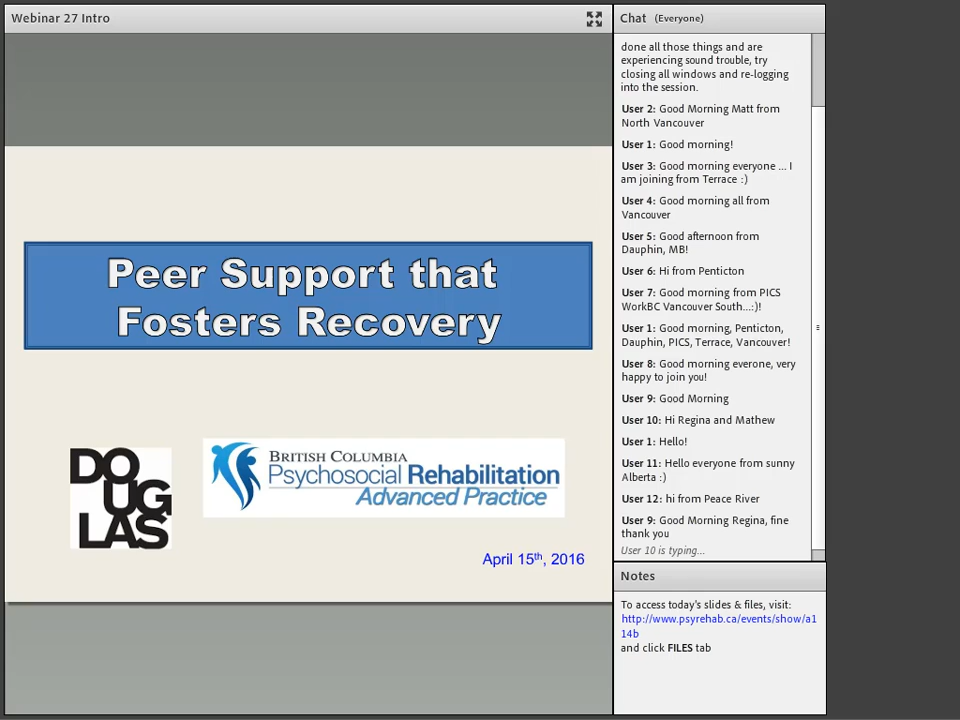 Webinar 27 Intro
Peer Support that
Fosters Recovery
DO
UG
LAS
BRITISH COLUMBIA
Psychosocial Rehabilitation
Advanced Practice
April 15th, 2016
Chat (Everyone)
done all those things and are
experiencing sound trouble, try
closing all windows and re-logging
into the session.
User 2: Good Morning Matt from
North Vancouver
User 1: Good morning!
User 3: Good morning everyone ... I
am joining from Terrace :)
User 4: Good morning all from
Vancouver
User 5: Good afternoon from
Dauphin, MB!
User 6: Hi from Penticton
User 7: Good morning from PICS
WorkBC Vancouver South...:)!
User 1: Good morning, Penticton,
Dauphin, PICS, Terrace, Vancouver!
User 8: Good morning everone, very
happy to join you!
User 9: Good Morning
User 10: Hi Regina and Mathew
User 1: Hello!
User 11: Hello everyone from sunny
Alberta :)
User 12: hi from Peace River
User 9: Good Morning Regina, fine
thank you
User 10 is typing...
Notes
To access today's slides & files, visit:
http://www.psyrehab.ca/events/show/a1
14b
and click FILES tab